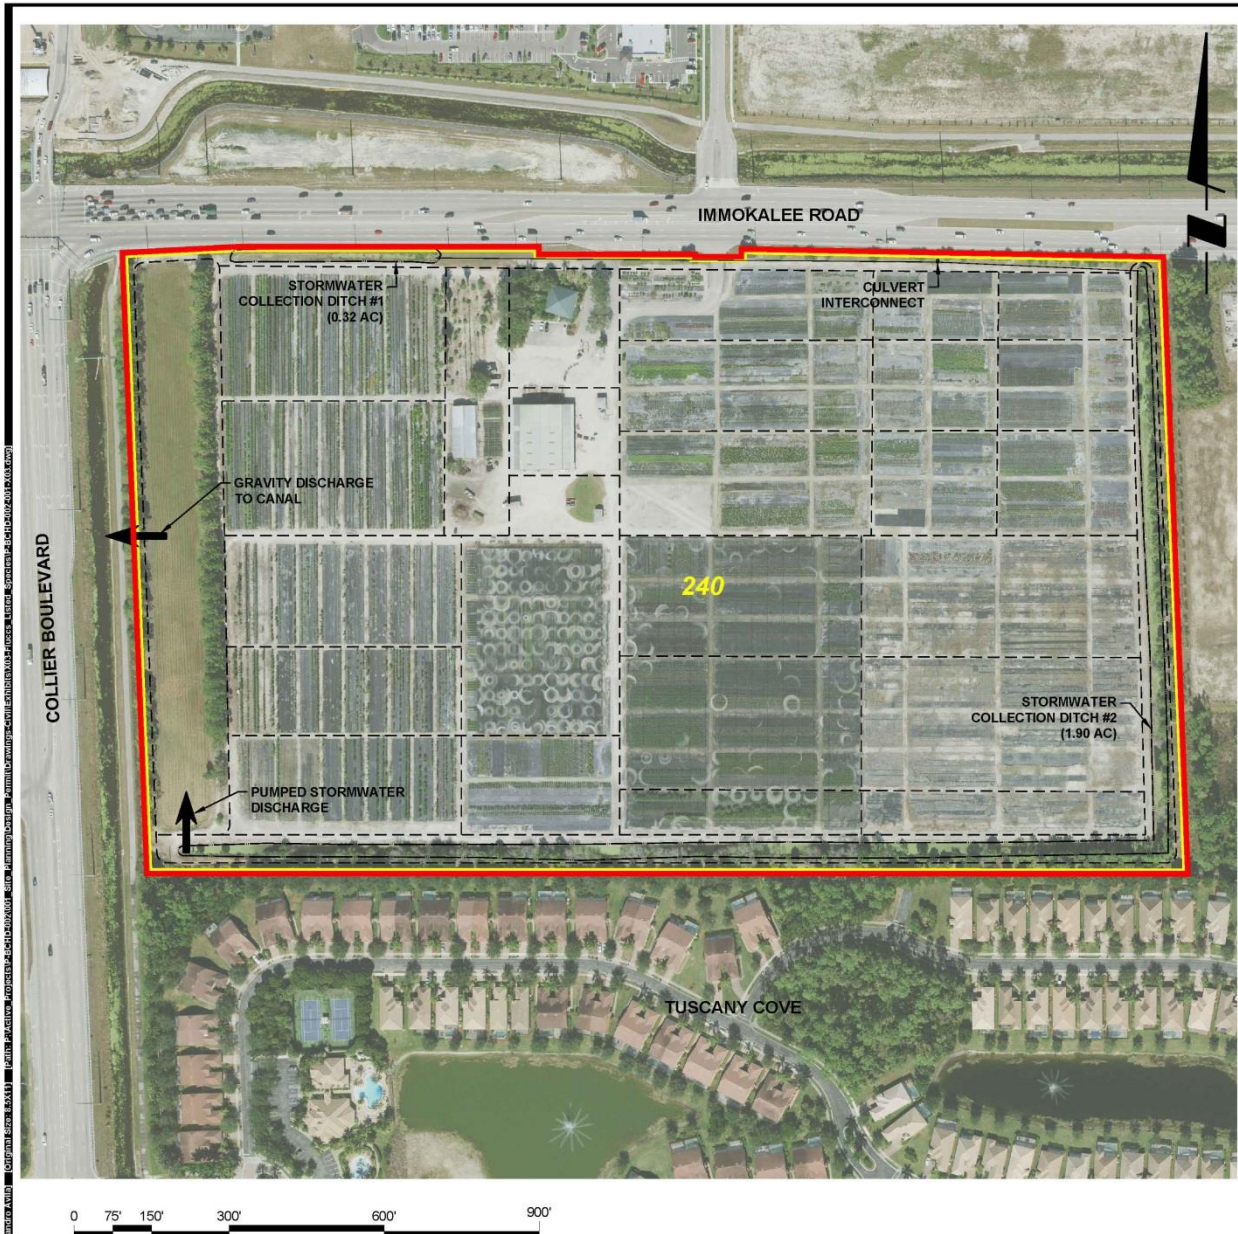 IMMOKALEE ROAD
STORMWATER
COLLECTION DITCH #1
(0.32 AC)
CULVERT
INTERCONNECT
GRAVITY DISCHARGE
TO CANAL
COLLIER BOULEVARD
240
STORMWATER
COLLECTION DITCH #2
(1.90 AC)
PUMPED STORMWATER
DISCHARGE
TUSCANY COVE
N
0 75' 150' 300' 600' 900'